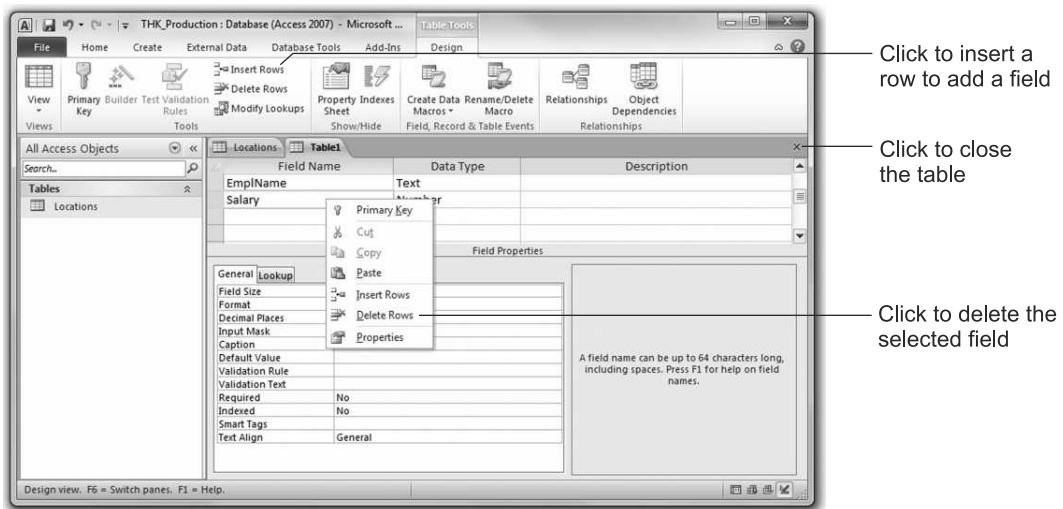 THK_Production : Database (Access 2007) - Microsoft ... Table Tools
File Home Create External Data Database Tools Add-Ins Design
View
Views
Primary Key
Builder
Test Validation Rules
Insert Rows
Delete Rows
Modify Lookups
Tools
Property Sheet
Indexes
Show/Hide
Create Data Macros
Rename/Delete Macro
Field, Record & Table Events
Relationships
Object Dependencies
Relationships
Click to insert a
row to add a field
All Access Objects
Search...
Tables
Locations
Locations Table1
Click to close
the table
Field Name Data Type Description
EmplName Text
Salary Number
Primary Key
Cut
Copy
Paste
Insert Rows
Delete Rows
Properties
Click to delete the
selected field
Field Properties
General Lookup
Field Size
Format
Decimal Places
Input Mask
Caption
Default Value
Validation Rule
Validation Text
Required No
Indexed No
Smart Tags
Text Align General
A field name can be up to 64 characters long,
including spaces. Press F1 for help on field
names.
Design view. F6 = Switch panes. F1 = Help.